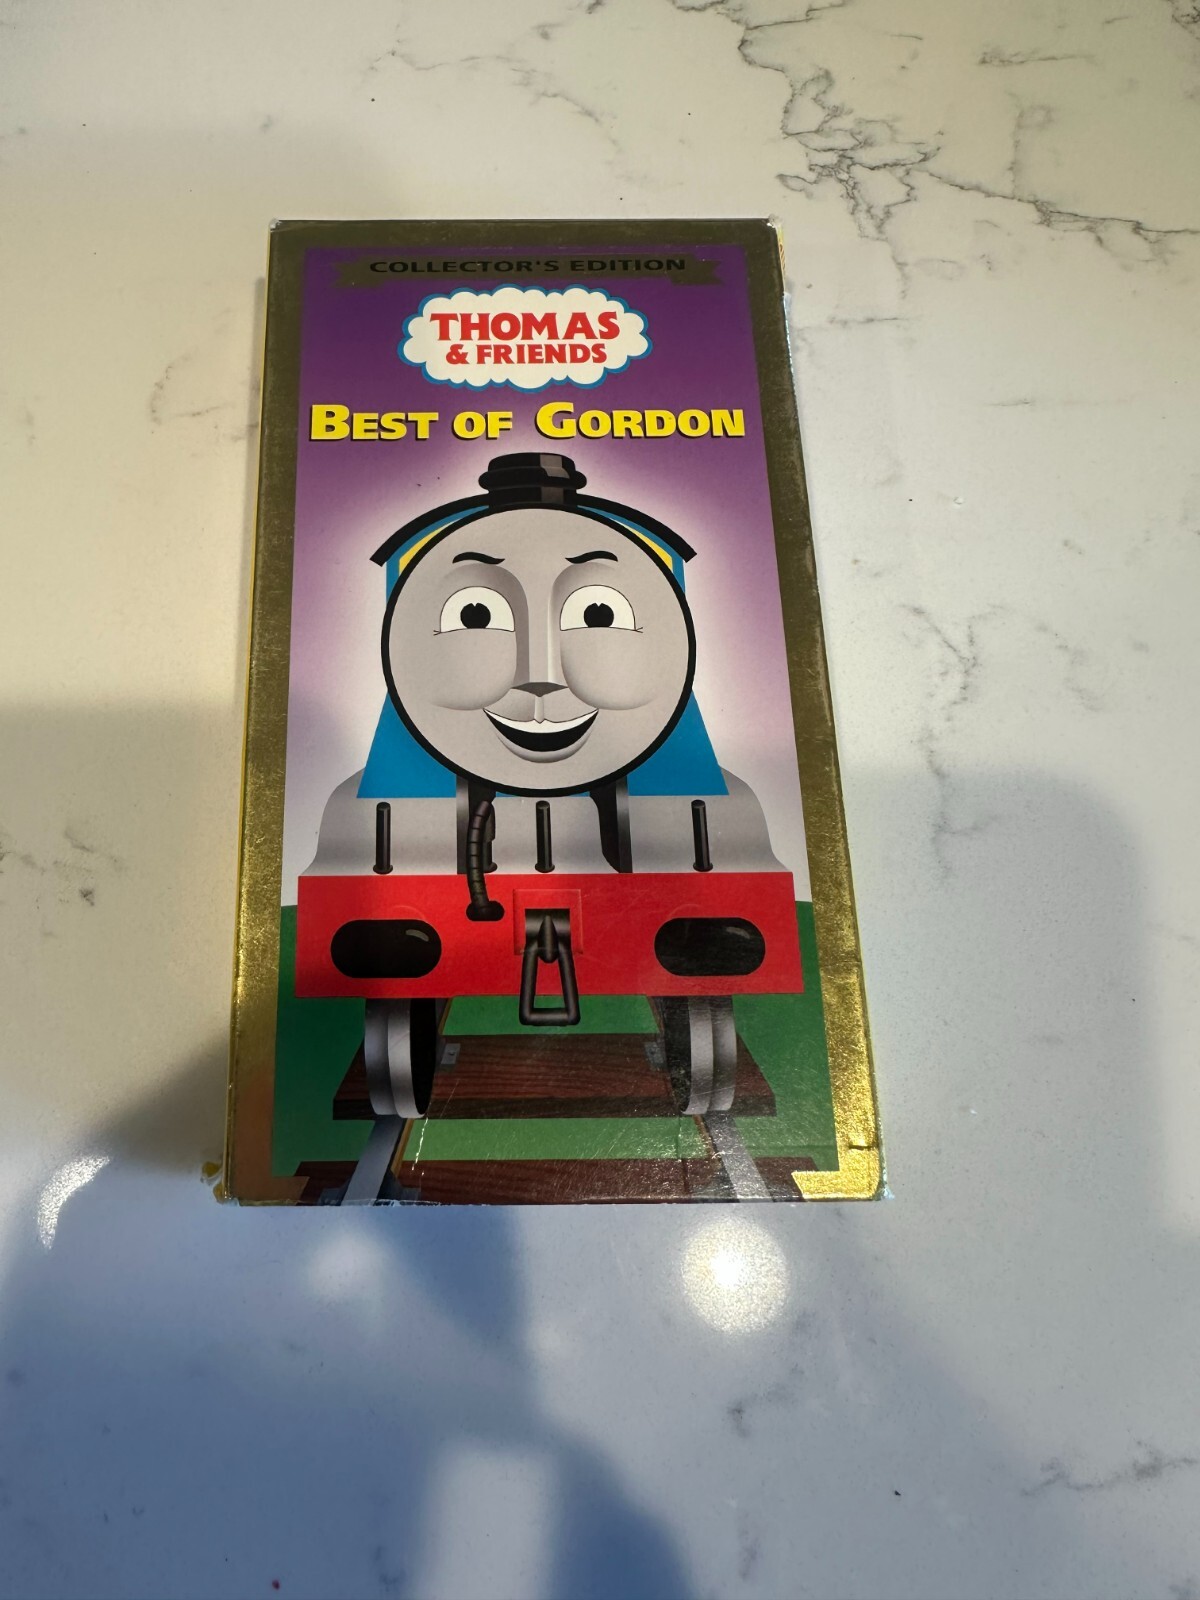 COLLECTOR'S EDITION
THOMAS
& FRIENDS
BEST OF GORDON